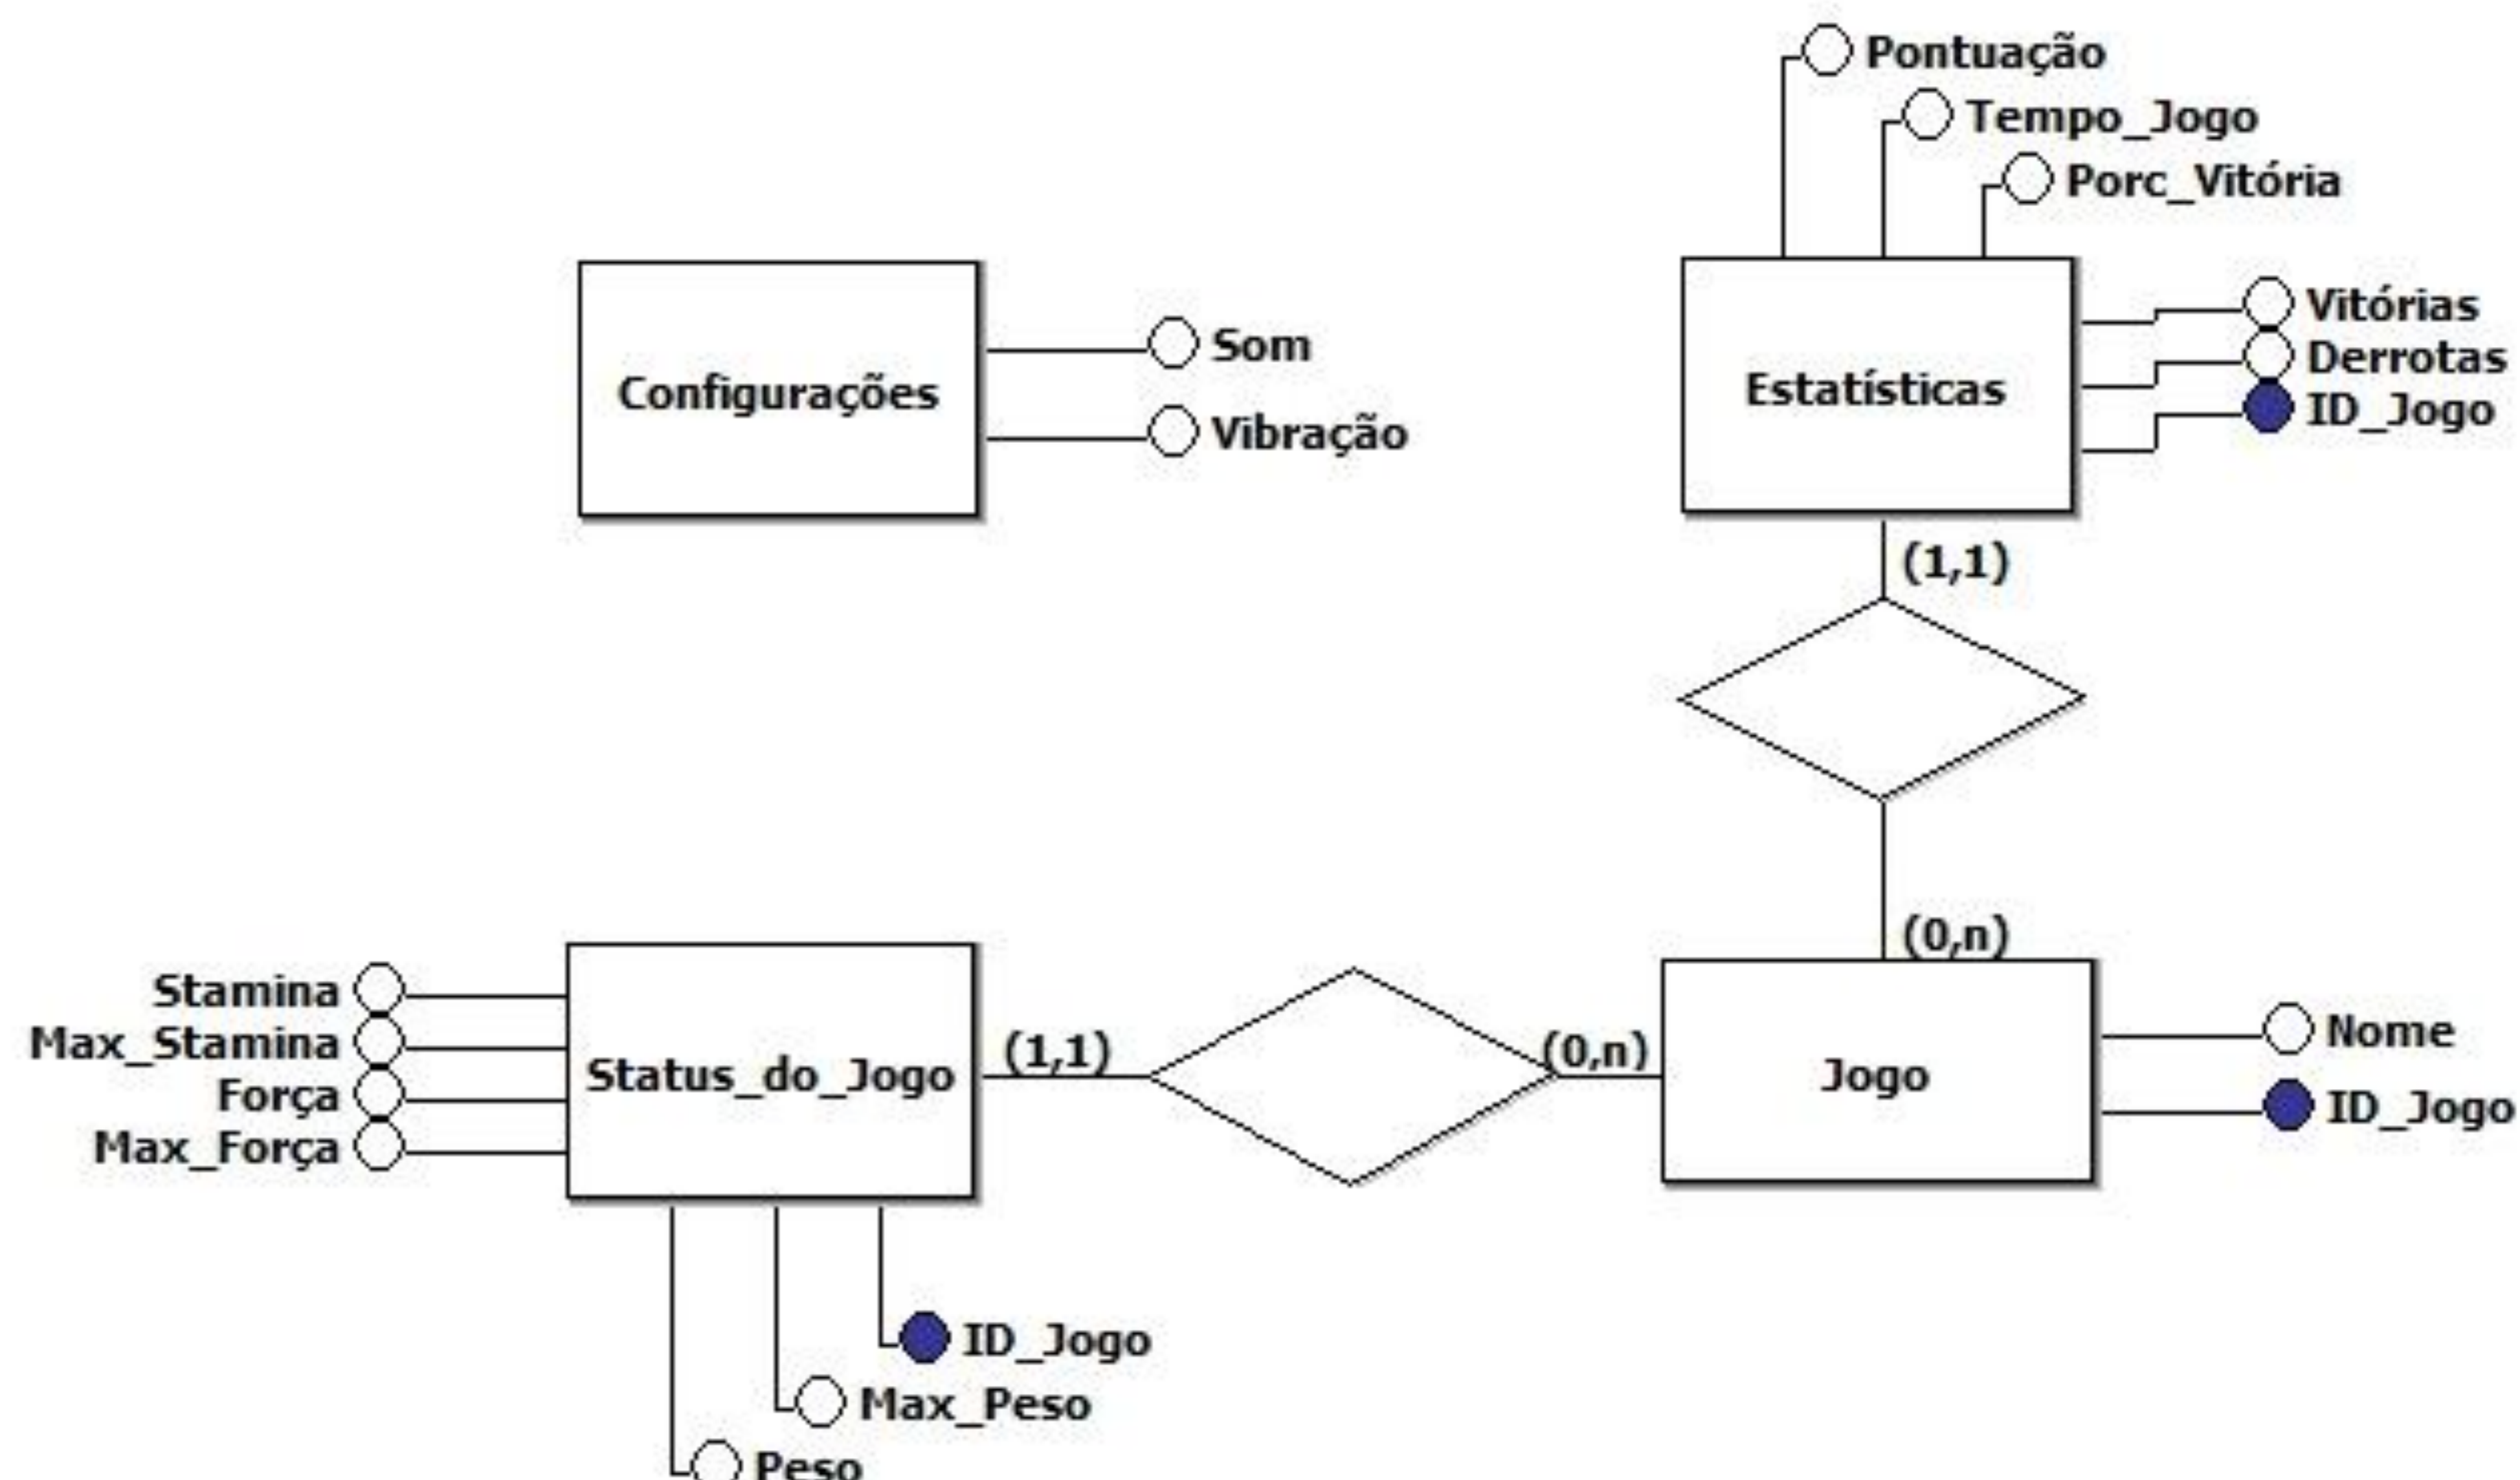 Pontuação
Tempo_Jogo
Porc_Vitória
Vitórias
Som
Derrotas
Configurações
Estatísticas
ID_Jogo
Vibração
(1,1)
(0,n)
Stamina
Max_Stamina
(1,1)
(0,n)
Nome
Status_do_Jogo
Jogo
Força
ID_Jogo
Max_Força
ID_Jogo
Max_Peso
Peso